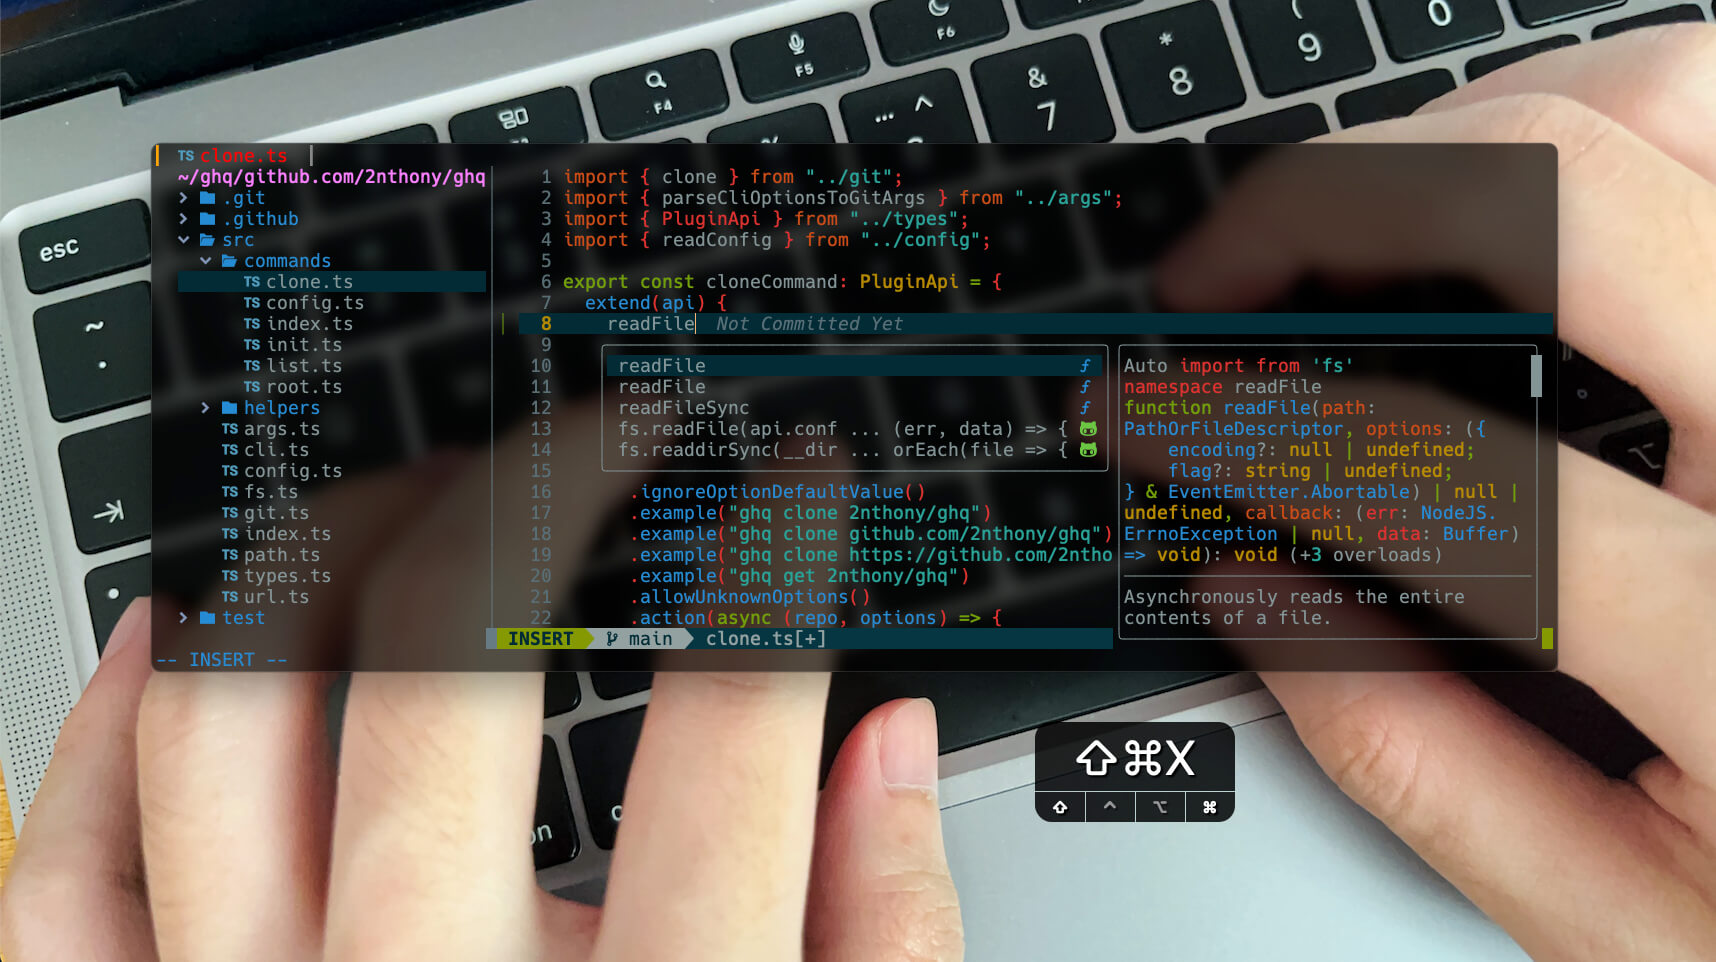 esc
F4
F5
F6
&
7
*
8
(
9
0
~
TS clone.ts
~/ghq/github.com/2nthony/ghq
.git
.github
src
commands
TS clone.ts
TS config.ts
TS index.ts
TS init.ts
TS list.ts
TS root.ts
helpers
TS args.ts
TS cli.ts
TS config.ts
TS fs.ts
TS git.ts
TS index.ts
TS path.ts
TS types.ts
TS url.ts
test
-- INSERT --
1 import { clone } from "../git";
2 import { parseCliOptionsToGitArgs } from "../args";
3 import { PluginApi } from "../types";
4 import { readConfig } from "../config";
5
6 export const cloneCommand: PluginApi = {
7 extend(api) {
8 readFile Not Committed Yet
9
10 readFile ƒ
11 readFile ƒ
12 readFileSync ƒ
13 fs.readFile(api.conf ... (err, data) => {
14 fs.readdirSync(__dir ... orEach(file => {
15
16 .ignoreOptionDefaultValue()
17 .example("ghq clone 2nthony/ghq")
18 .example("ghq clone github.com/2nthony/ghq")
19 .example("ghq clone https://github.com/2ntho
20 .example("ghq get 2nthony/ghq")
21 .allowUnknownOptions()
22 .action(async (repo, options) => {
INSERT main clone.ts[+]
Auto import from 'fs'
namespace readFile
function readFile(path:
PathOrFileDescriptor, options: ({
encoding?: null | undefined;
flag?: string | undefined;
} & EventEmitter.Abortable) | null |
undefined, callback: (err: NodeJS.
ErrnoException | null, data: Buffer)
=> void): void (+3 overloads)
Asynchronously reads the entire
contents of a file.
⇧⌘X
⇧ ⌃ ⌥ ⌘